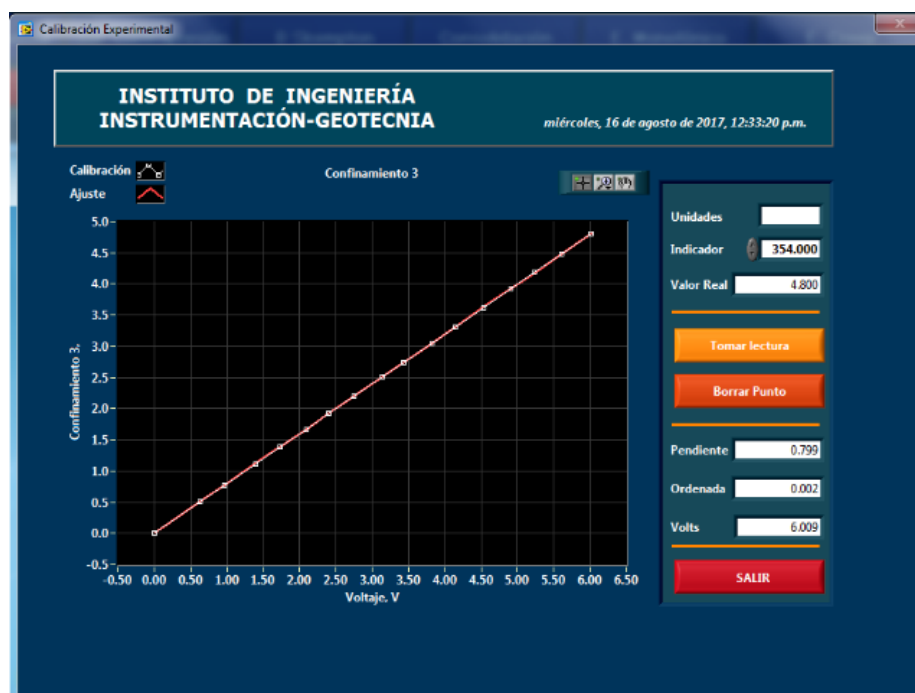 Calibración Experimental
INSTITUTO DE INGENIERÍA
INSTRUMENTACIÓN-GEOTECNIA
miércoles, 16 de agosto de 2017, 12:33:20 p.m.
Calibración
Ajuste
Confinamiento 3
5.0
4.5
4.0
3.5
3.0
2.5
2.0
1.5
1.0
0.5
0.0
-0.5
Confinamiento 3.
-0.50 0.00 0.50 1.00 1.50 2.00 2.50 3.00 3.50 4.00 4.50 5.00 5.50 6.00 6.50
Voltaje. V
Unidades
Indicador 354.000
Valor Real 4.800
Tomar lectura
Borrar Punto
Pendiente 0.799
Ordenada 0.002
Volts 6.009
SALIR